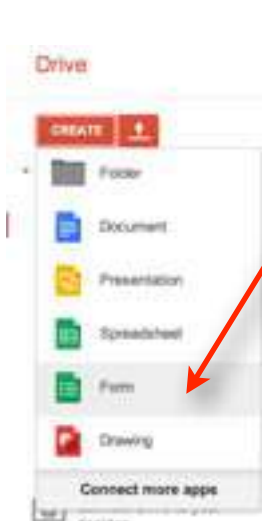 Drive
CREATE
Folder
Document
Presentation
Spreadsheet
Form
Drawing
Connect more apps